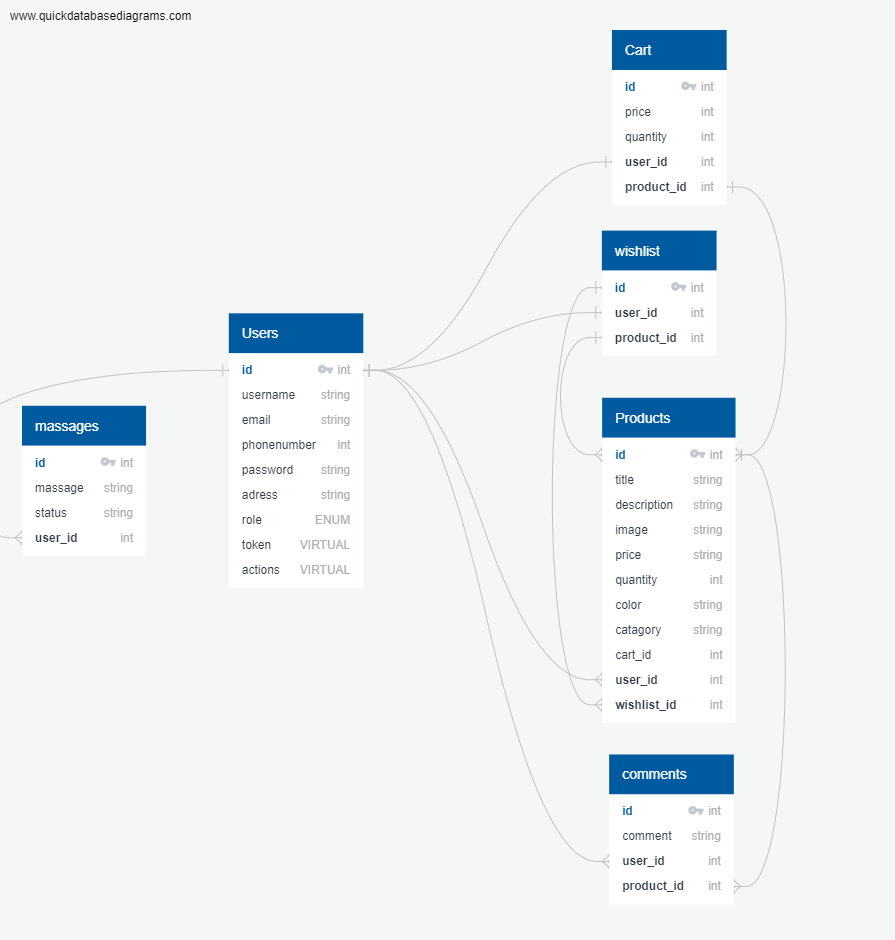 www.quickdatabasediagrams.com
Cart
id int
price int
quantity int
user_id int
product_id int
wishlist
id int
user_id int
product_id int
Users
id int
username string
email string
phonenumber int
password string
adress string
role ENUM
token VIRTUAL
actions VIRTUAL
massages
id int
massage string
status string
user_id int
Products
id int
title string
description string
image string
price string
quantity int
color string
catagory string
cart_id int
user_id int
wishlist_id int
comments
id int
comment string
user_id int
product_id int